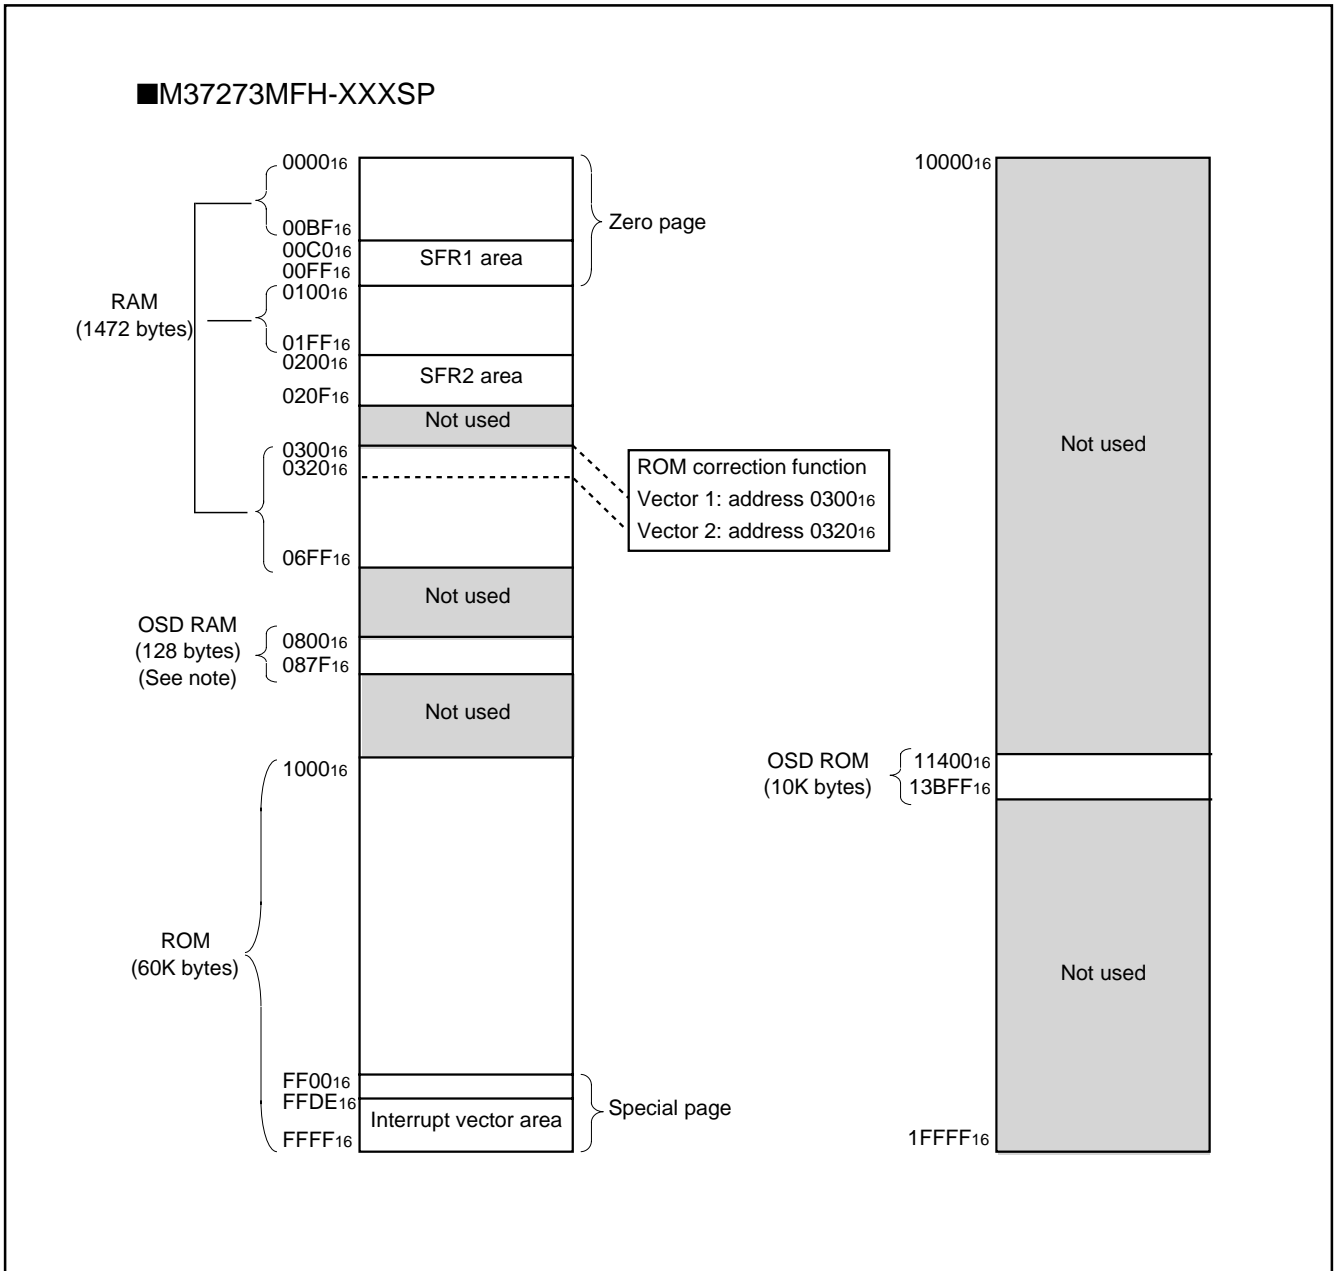 ■M37273MFH-XXXSP
0000₁₆
00BF₁₆
00C0₁₆
00FF₁₆
0100₁₆
01FF₁₆
0200₁₆
020F₁₆
0300₁₆
0320₁₆
06FF₁₆
0800₁₆
087F₁₆
1000₁₆
FF00₁₆
FFDE₁₆
FFFF₁₆
RAM
(1472 bytes)
OSD RAM
(128 bytes)
(See note)
ROM
(60K bytes)
SFR1 area
SFR2 area
Not used
Not used
Not used
Interrupt vector area
Zero page
ROM correction function
Vector 1: address 0300₁₆
Vector 2: address 0320₁₆
Special page
10000₁₆
Not used
OSD ROM
(10K bytes)
11400₁₆
13BFF₁₆
Not used
1FFFF₁₆